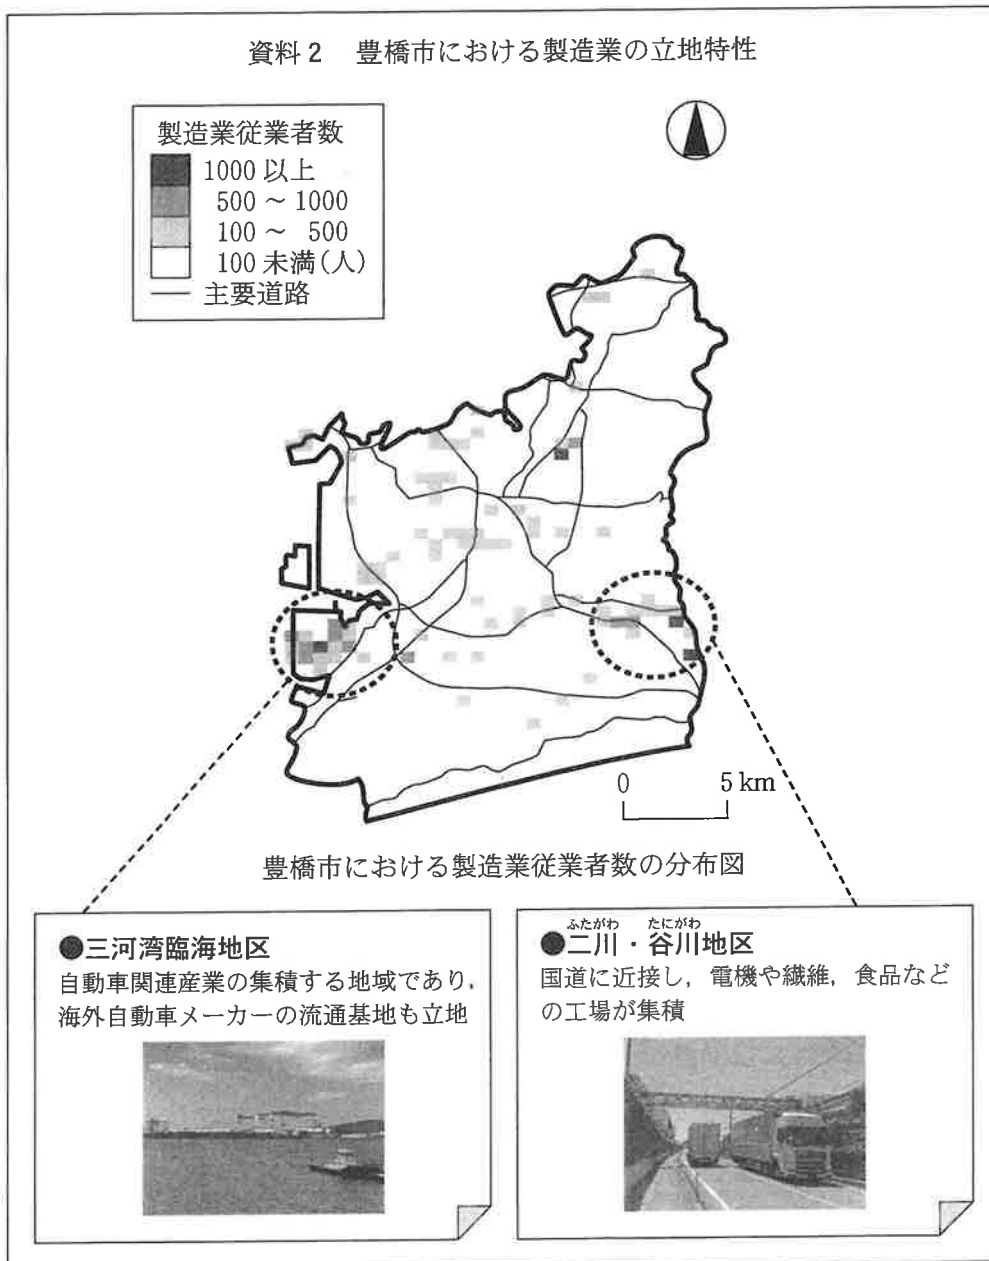 資料2　豊橋市における製造業の立地特性
製造業従業者数
1000 以上
500 ～ 1000
100 ～ 500
100 未満(人)
主要道路
0　5 km
豊橋市における製造業従業者数の分布図
●三河湾臨海地区
自動車関連産業の集積する地域であり，
海外自動車メーカーの流通基地も立地
ふたがわ　たにがわ
●二川・谷川地区
国道に近接し，電機や繊維，食品など
の工場が集積